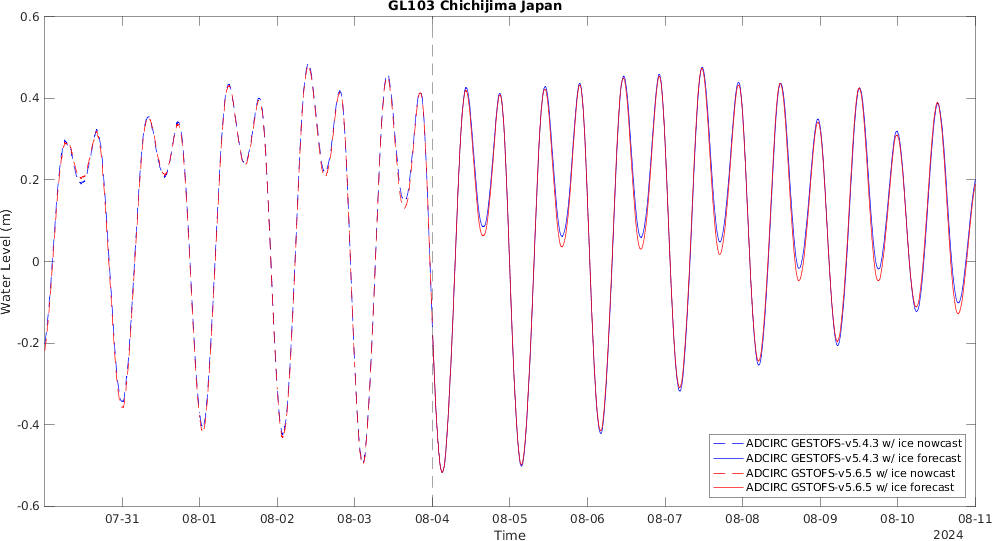 GL103 Chichijima Japan
0.6
0.4
0.2
0
-0.2
-0.4
-0.6
Water Level (m)
07-31 08-01 08-02 08-03 08-04 08-05 08-06 08-07 08-08 08-09 08-10 08-11
Time
2024
ADCIRC GESTOFS-v5.4.3 w/ ice nowcast
ADCIRC GESTOFS-v5.4.3 w/ ice forecast
ADCIRC GSTOFS-v5.6.5 w/ ice nowcast
ADCIRC GSTOFS-v5.6.5 w/ ice forecast